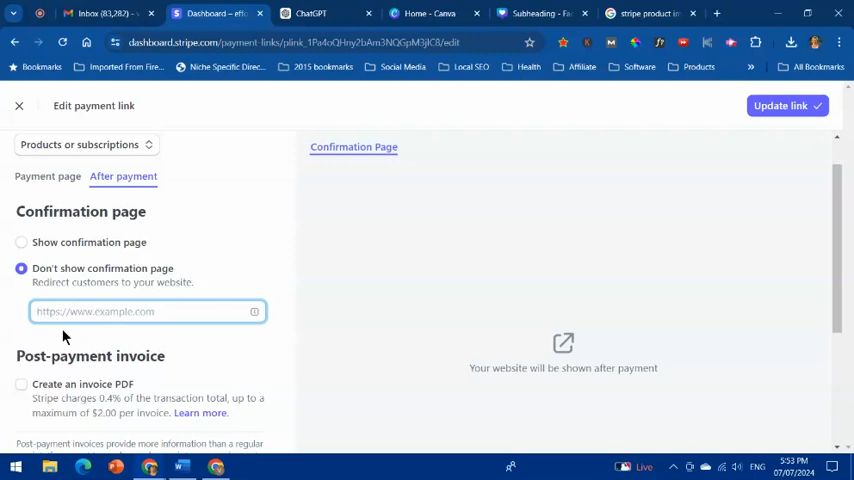 Inbox (83,282) -
Dashboard – effo
ChatGPT
Home - Canva
Subheading - Fa
stripe product im
dashboard.stripe.com/payment-links/plink_1Pa4oQHny2bAm3NQGpM3jIC8/edit
Bookmarks
Imported From Fire...
Niche Specific Direc...
2015 bookmarks
Social Media
Local SEO
Health
Affiliate
Software
Products
All Bookmarks
Edit payment link
Update link
Products or subscriptions
Confirmation Page
Payment page
After payment
Confirmation page
Show confirmation page
Don't show confirmation page
Redirect customers to your website.
https://www.example.com
Post-payment invoice
Your website will be shown after payment
Create an invoice PDF
Stripe charges 0.4% of the transaction total, up to a
maximum of $2.00 per invoice. Learn more.
Post-payment invoices provide more information than a regular
Live
ENG
5:53 PM
07/07/2024